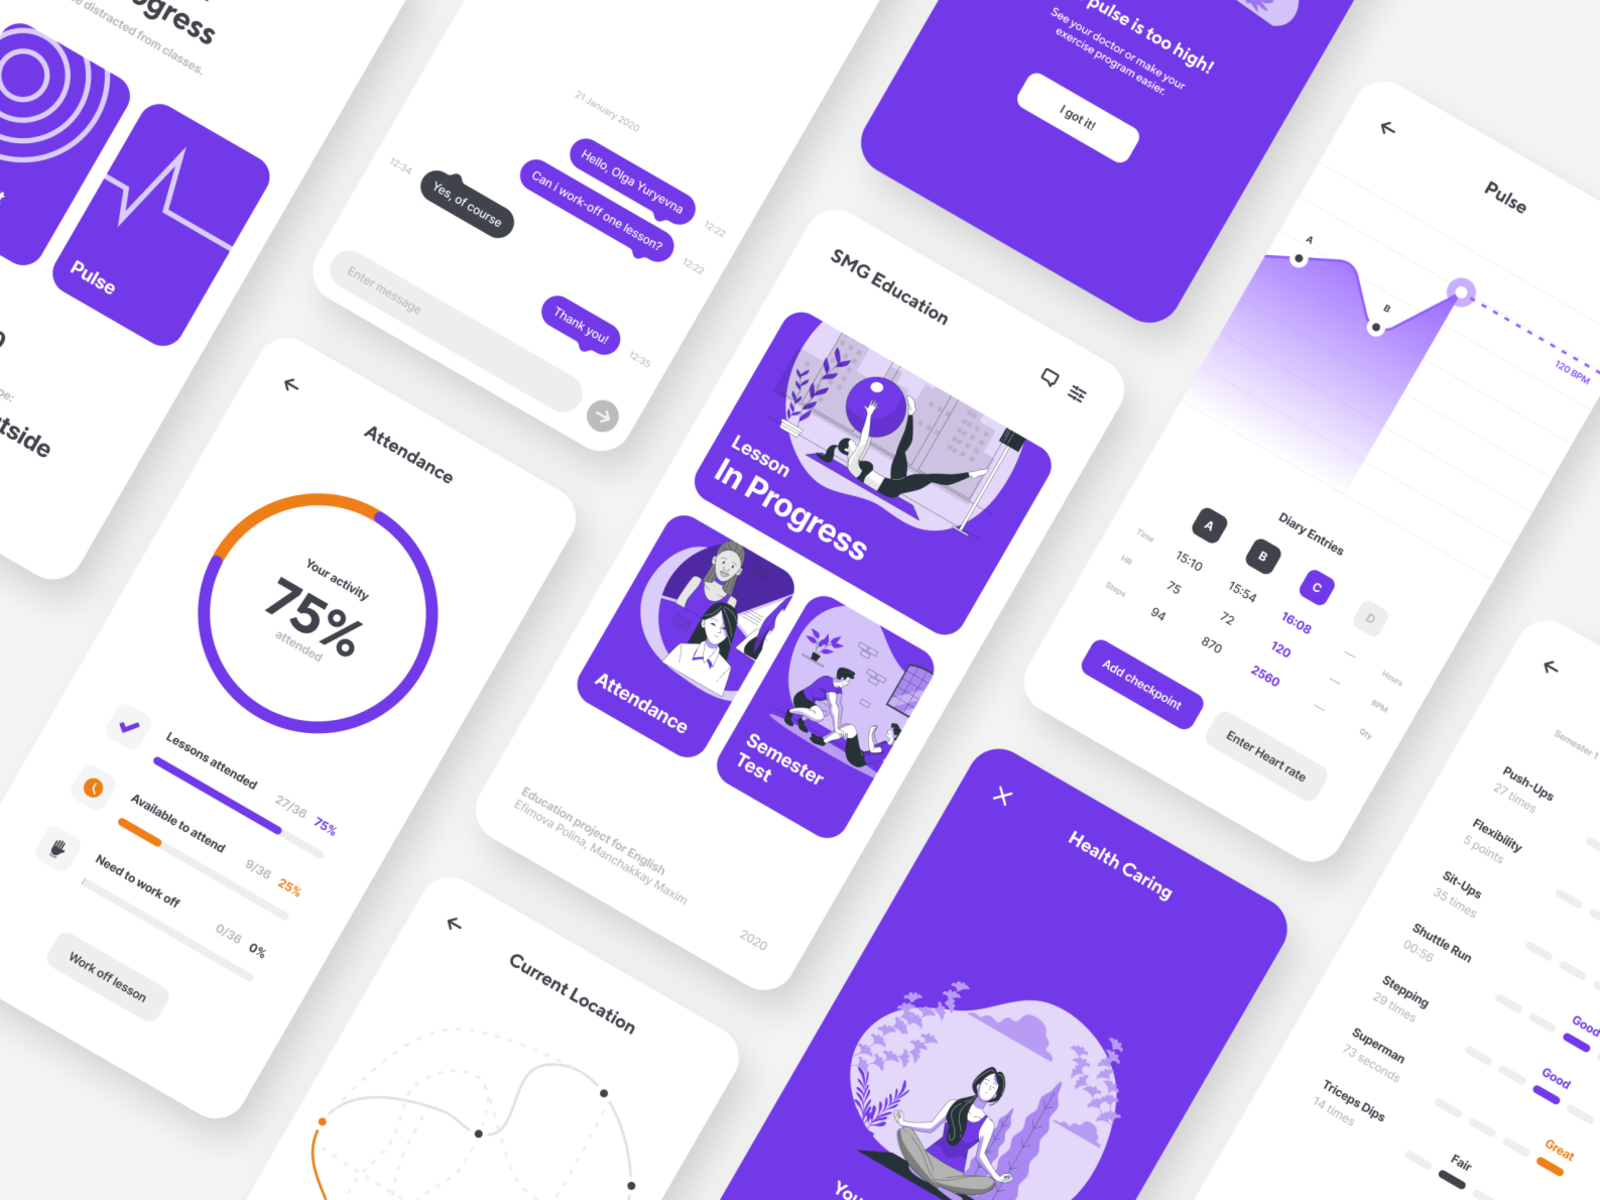 be distracted from classes.
Pulse
21 January 2020
Hello, Olga Yuryevna
12:22
Can i work-off one lesson?
12:22
12:34
Yes, of course
Thank you!
12:35
Enter message
pulse is too high!
See your doctor or make your
exercise program easier.
I got it!
Attendance
Your activity
75%
attended
Lessons attended
27/36 75%
Available to attend
9/36 25%
Need to work off
0/36 0%
Work off lesson
SMG Education
Lesson
In Progress
Attendance
Semester
Test
Education project for English
Efimova Polina, Manchakkay Maxim
2020
Current Location
Pulse
A
B
120 BPM
Diary Entries
A B C D
Time 15:10 15:54 16:08 — Hours
HR 75 72 120 — BPM
Steps 94 870 2560 — Qty
Add checkpoint
Enter Heart rate
Health Caring
You
Semester 1
Push-Ups
27 times
Flexibility
5 points
Sit-Ups
35 times
Shuttle Run
00:56
Good
Stepping
29 times
Good
Superman
73 seconds
Great
Triceps Dips
14 times
Fair